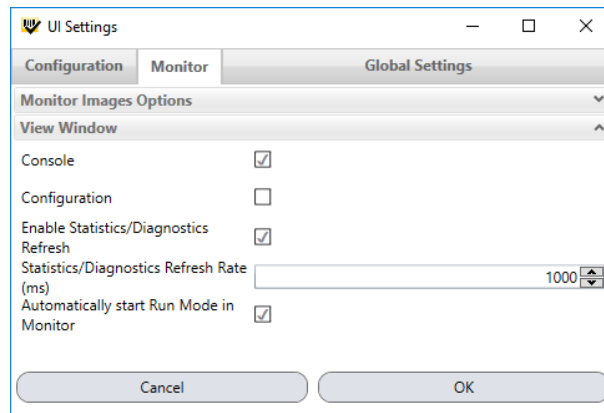 UI Settings
Configuration Monitor Global Settings
Monitor Images Options
View Window
Console
Configuration
Enable Statistics/Diagnostics
Refresh
Statistics/Diagnostics Refresh Rate
(ms)
1000
Automatically start Run Mode in
Monitor
Cancel OK